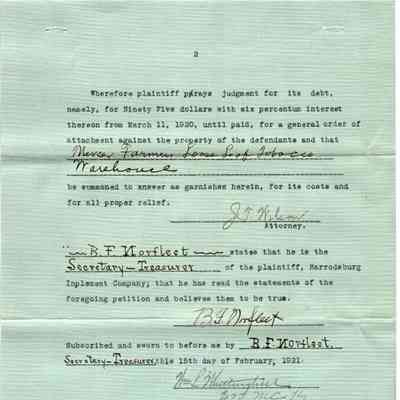 2
Wherefore plaintiff prays judgment for its debt,
namely, for Ninety Five dollars with six percentum interest
thereon from March 11, 1920, until paid, for a general order of
attachment against the property of the defendants and that
Mercer Farmers Loose Leaf Tobacco
Warehouse
be summoned to answer as garnishee herein, for its costs and
for all proper relief.
J. F. Wilson
Attorney.
B. F. Norfleet states that he is the
Secretary-Treasurer of the plaintiff, Harrodsburg
Inplement Company; that he has read the statements of the
foregoing petition and believes them to be true.
B F Norfleet
Subscribed and sworn to before me by B. F. Norfleet.
Secretary-Treasurer, this 15th day of February, 1921.